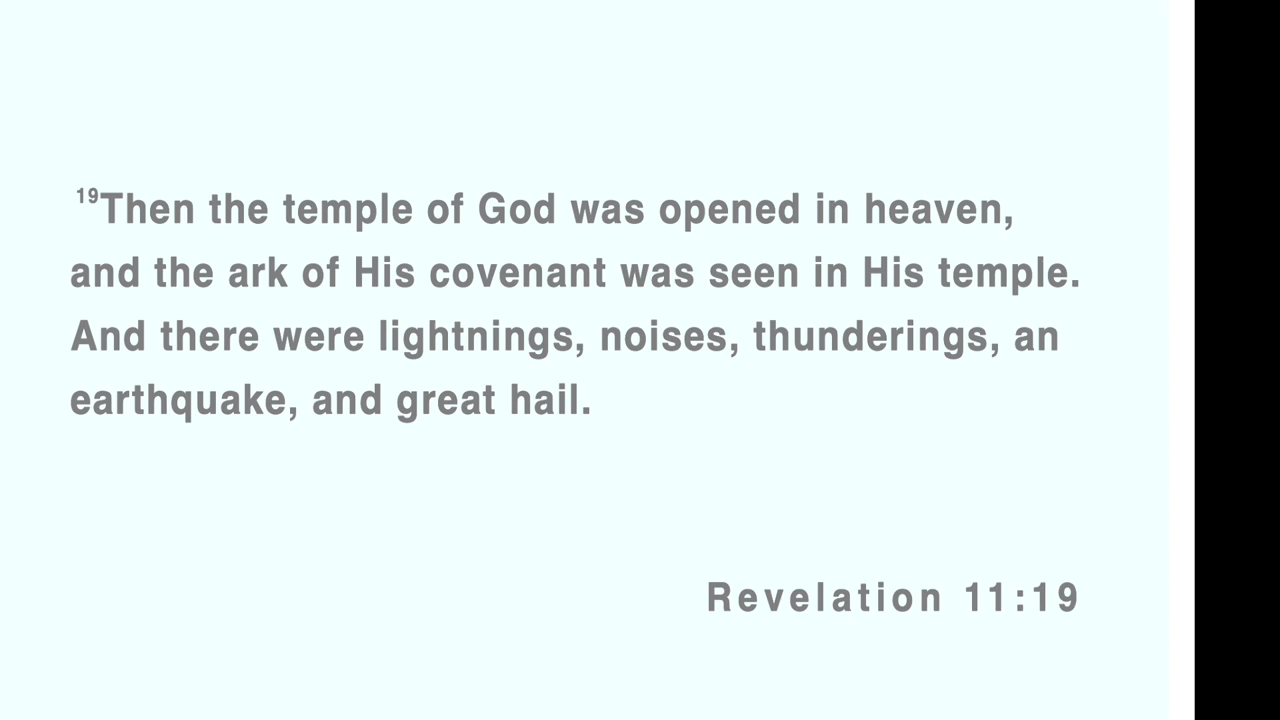 19Then the temple of God was opened in heaven,
and the ark of His covenant was seen in His temple.
And there were lightnings, noises, thunderings, an
earthquake, and great hail.
Revelation 11:19